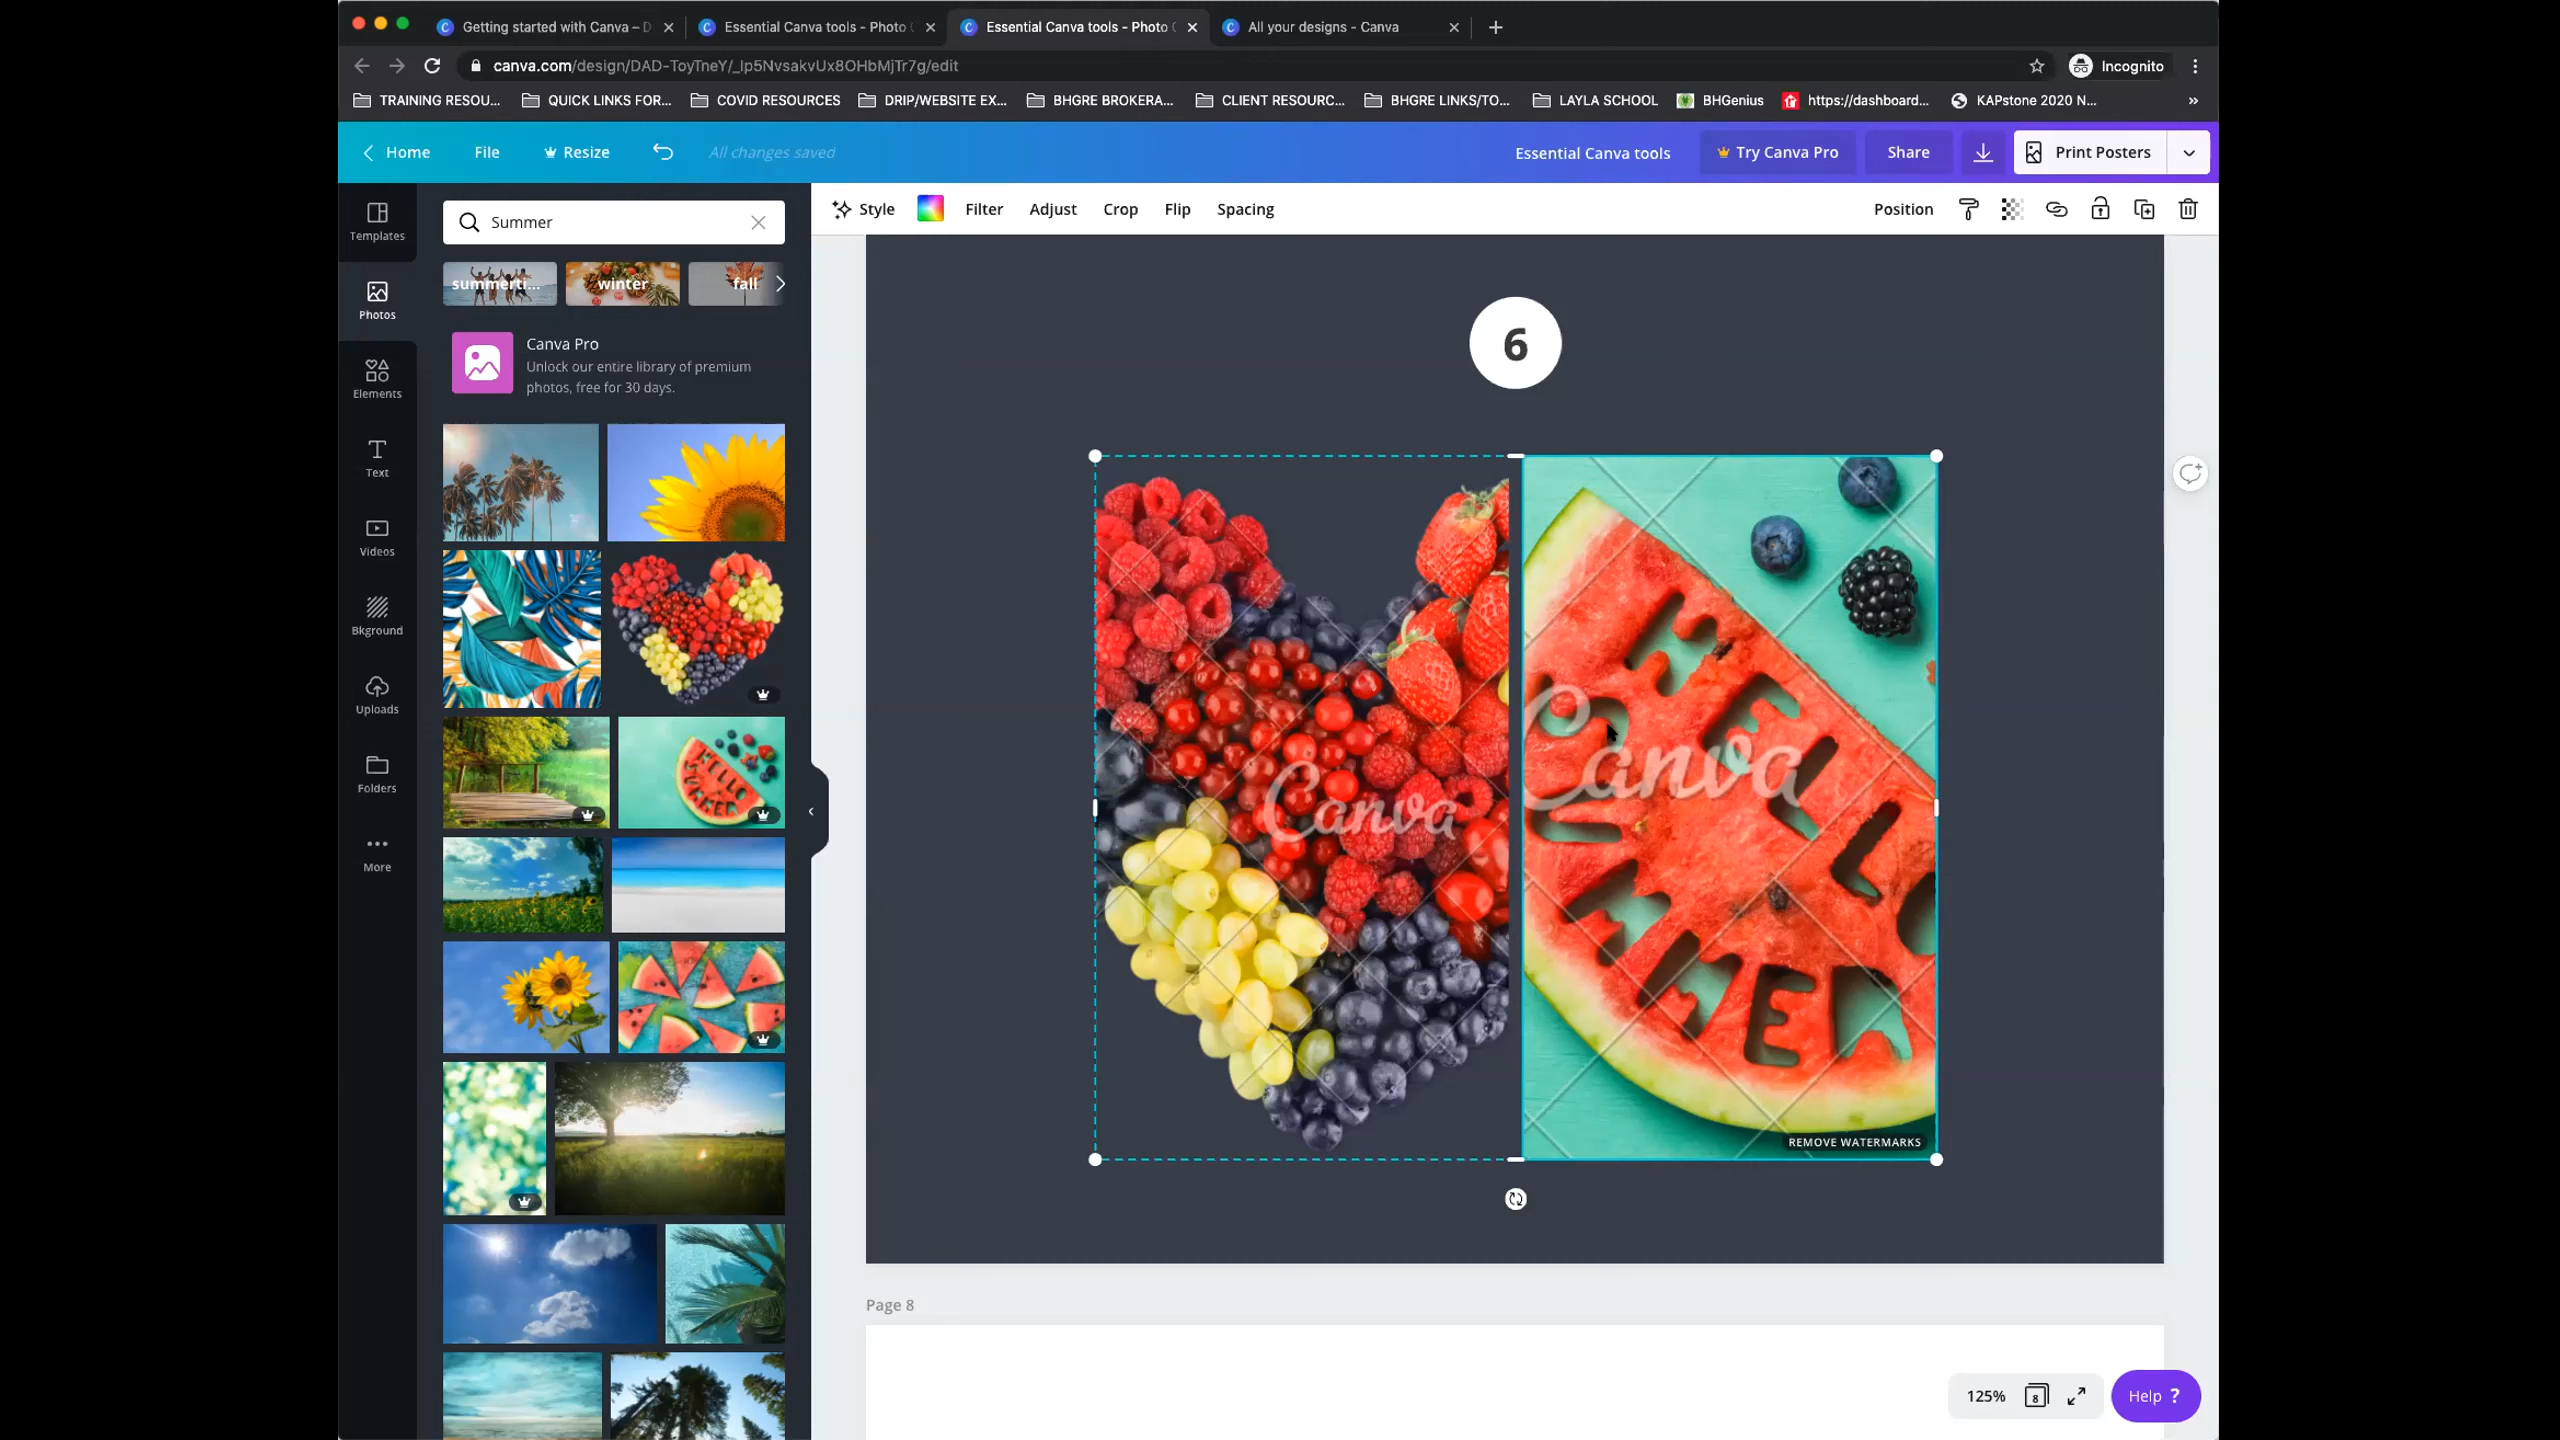 Getting started with Canva – D
Essential Canva tools - Photo
Essential Canva tools - Photo
All your designs - Canva
canva.com/design/DAD-ToyTneY/_Ip5NvsakvUx8OHbMjTr7g/edit
Incognito
TRAINING RESOU...
QUICK LINKS FOR...
COVID RESOURCES
DRIP/WEBSITE EX...
BHGRE BROKERA...
CLIENT RESOURC...
BHGRE LINKS/TO...
LAYLA SCHOOL
BHGenius
https://dashboard...
KAPstone 2020 N...
»
Home
File
Resize
All changes saved
Essential Canva tools
Try Canva Pro
Share
Print Posters
Templates
Photos
Elements
Text
Videos
Bkground
Uploads
Folders
More
Summer
summerti...
winter
fall
Canva Pro
Unlock our entire library of premium
photos, free for 30 days.
HELLO
SUMMER
Style
Filter
Adjust
Crop
Flip
Spacing
Position
6
Canva
Canva
HELLO
SUMMER
REMOVE WATERMARKS
Page 8
125%
8
Help ?